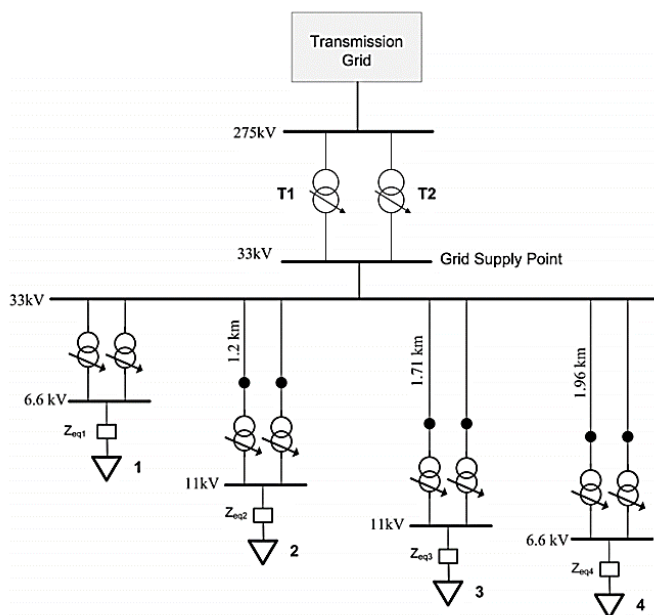 Transmission
Grid
275kV
T1
T2
33kV
Grid Supply Point
33kV
1.2 km
1.71 km
1.96 km
6.6 kV
Zeq1
1
11kV
Zeq2
2
11kV
Zeq3
3
6.6 kV
Zeq4
4